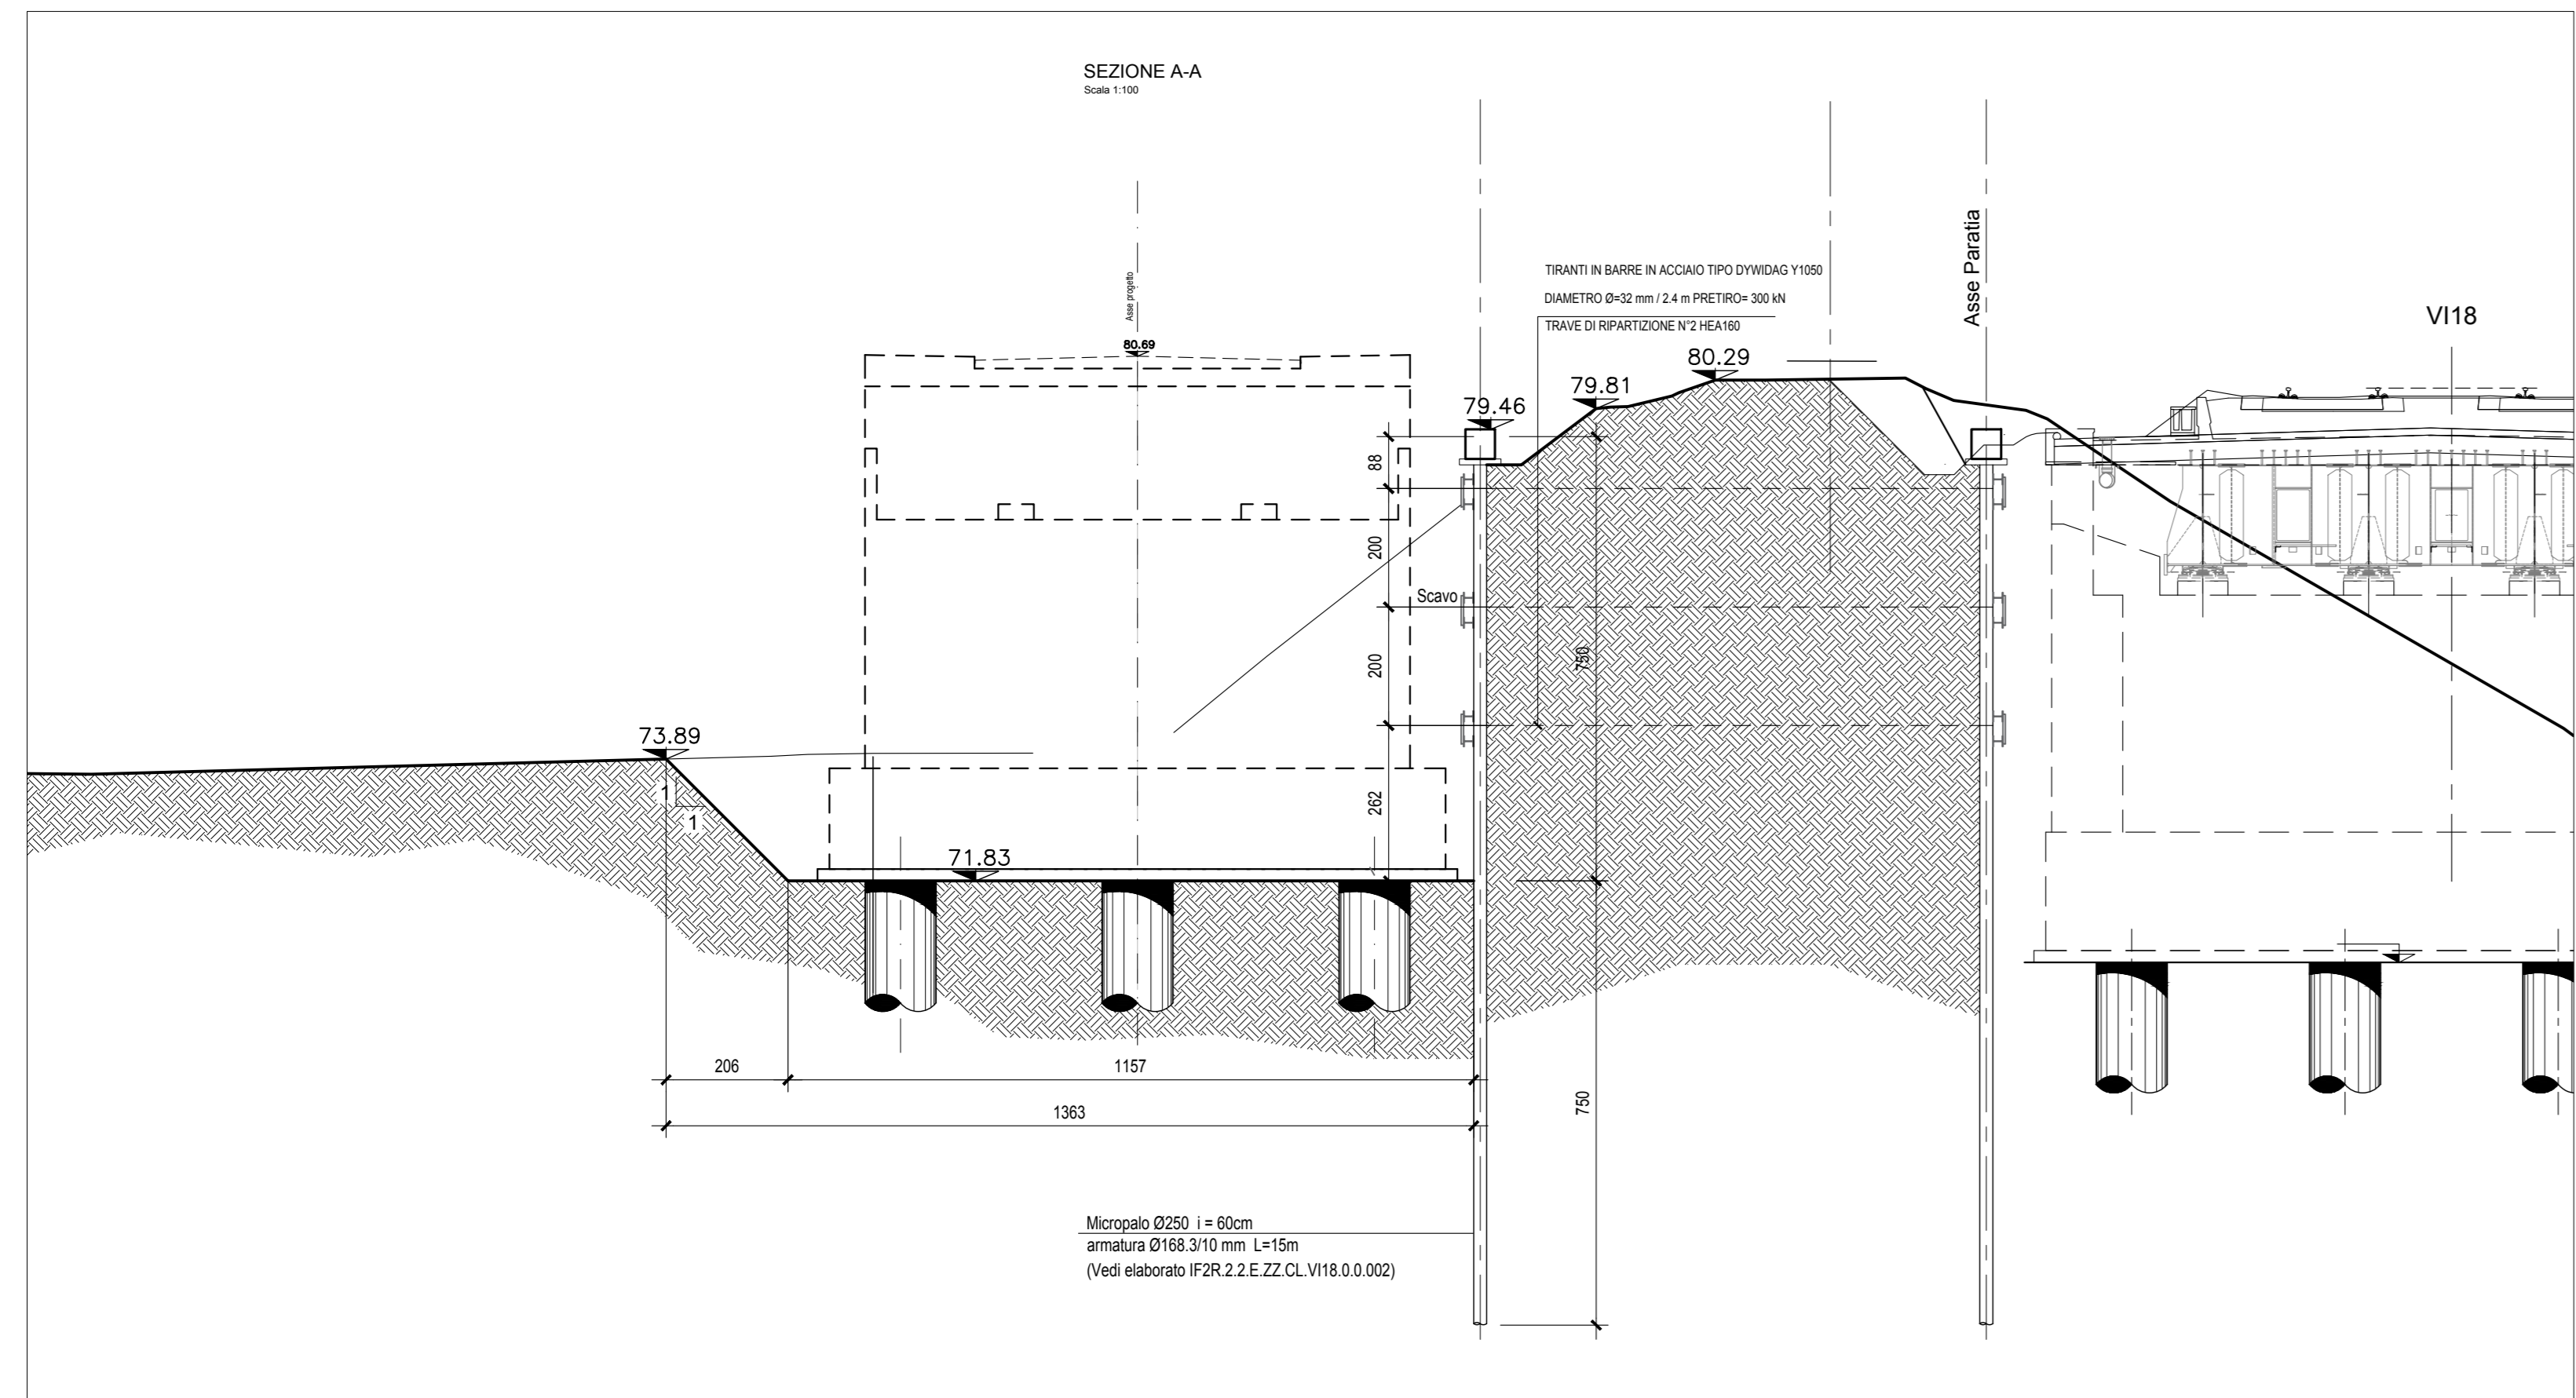 SEZIONE A-A
Scala 1:100
Asse progetto
80.69
TIRANTI IN BARRE IN ACCIAIO TIPO DYWIDAG Y1050
DIAMETRO Ø=32 mm / 2.4 m PRETIRO= 300 kN
TRAVE DI RIPARTIZIONE N°2 HEA160
Asse Paratia
VI18
80.29
79.81
79.46
88
200
Scavo
200
750
73.89
1
1
262
71.83
206
1157
1363
750
Micropalo Ø250 i = 60cm
armatura Ø168.3/10 mm L=15m
(Vedi elaborato IF2R.2.2.E.ZZ.CL.VI18.0.0.002)